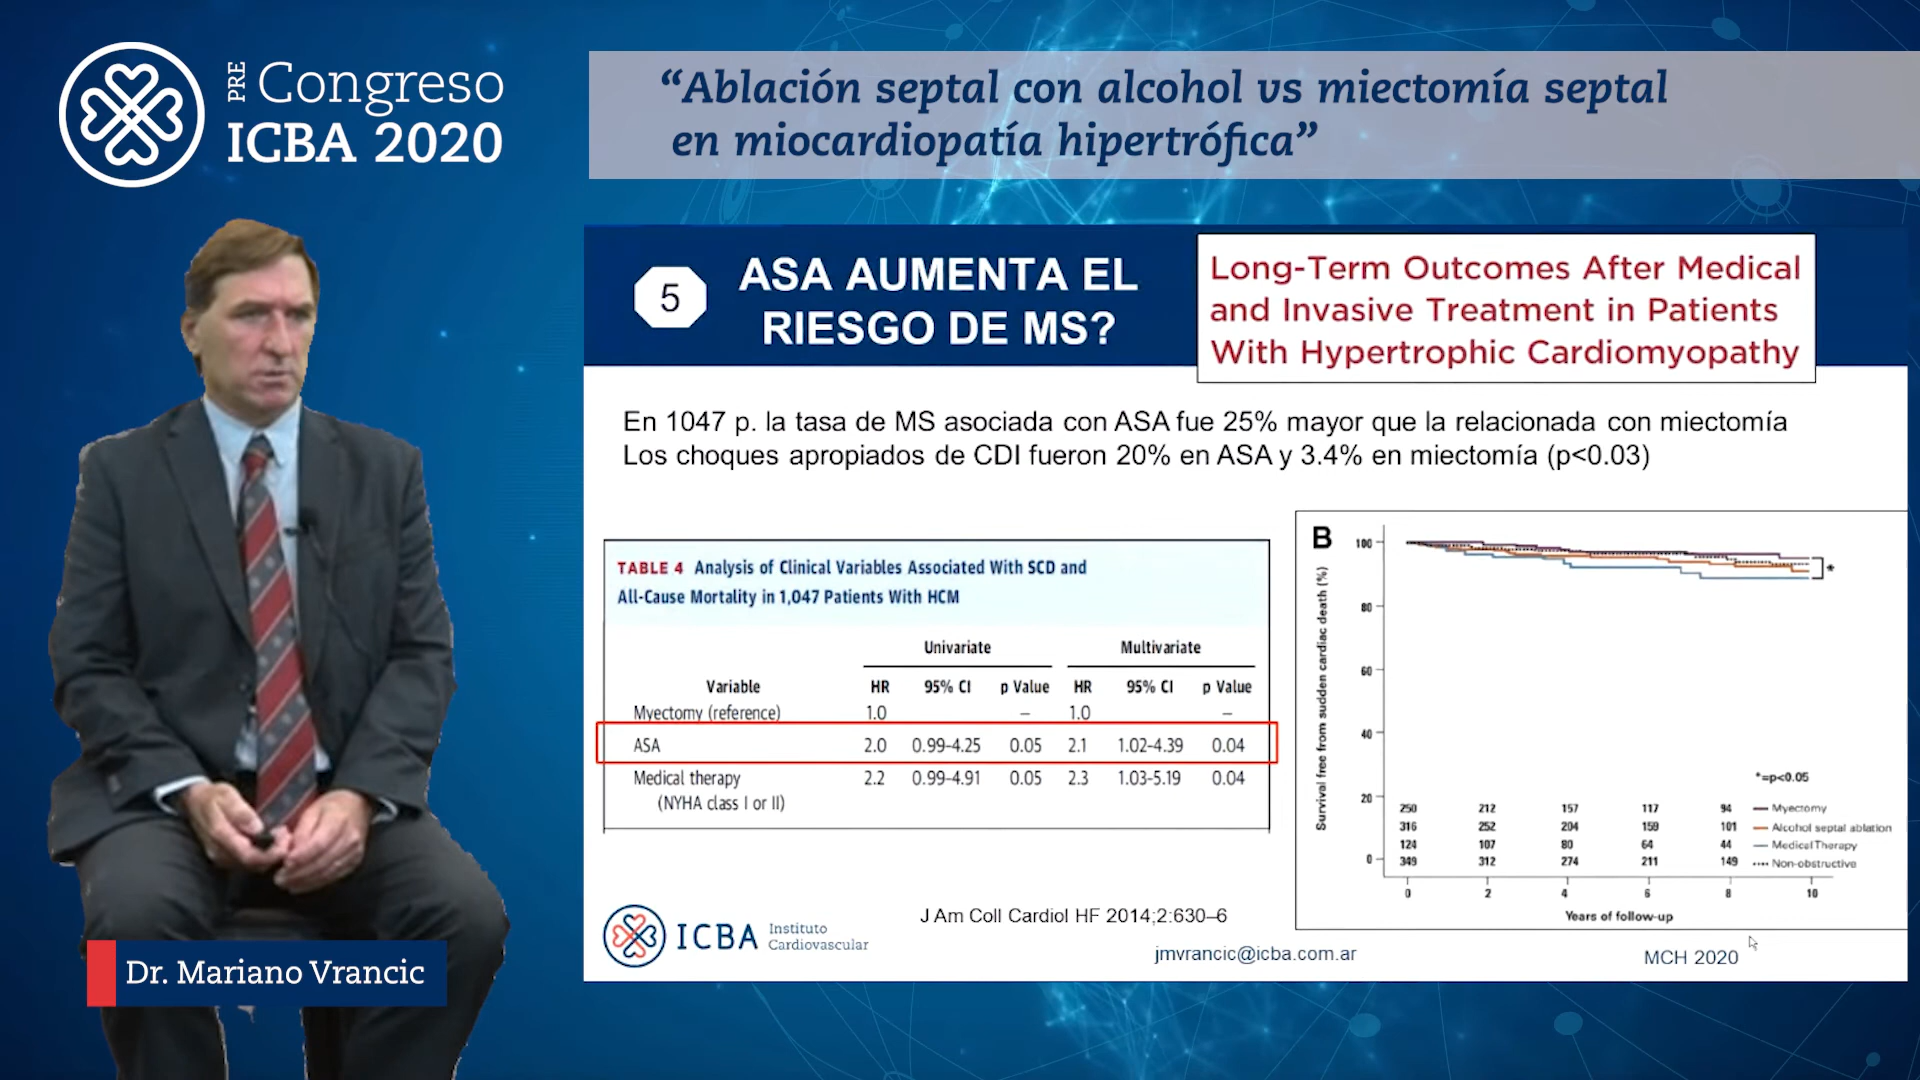 PRE Congreso
ICBA 2020
“Ablación septal con alcohol vs miectomía septal
en miocardiopatía hipertrófica”
5
ASA AUMENTA EL
RIESGO DE MS?
Long-Term Outcomes After Medical
and Invasive Treatment in Patients
With Hypertrophic Cardiomyopathy
En 1047 p. la tasa de MS asociada con ASA fue 25% mayor que la relacionada con miectomía
Los choques apropiados de CDI fueron 20% en ASA y 3.4% en miectomía (p<0.03)
TABLE 4 Analysis of Clinical Variables Associated With SCD and
All-Cause Mortality in 1,047 Patients With HCM
Univariate Multivariate
Variable HR 95% CI p Value HR 95% CI p Value
Myectomy (reference) 1.0 – 1.0 –
ASA 2.0 0.99-4.25 0.05 2.1 1.02-4.39 0.04
Medical therapy 2.2 0.99-4.91 0.05 2.3 1.03-5.19 0.04
(NYHA class I or II)
B
Survival free from sudden cardiac death (%)
100
80
60
40
20
0
*
*=p<0.05
250 212 157 117 94 Myectomy
316 252 204 159 101 Alcohol septal ablation
124 107 80 64 44 Medical Therapy
349 312 274 211 149 Non-obstructive
0 2 4 6 8 10
Years of follow-up
J Am Coll Cardiol HF 2014;2:630–6
ICBA Instituto
Cardiovascular
jmvrancic@icba.com.ar
MCH 2020
Dr. Mariano Vrancic